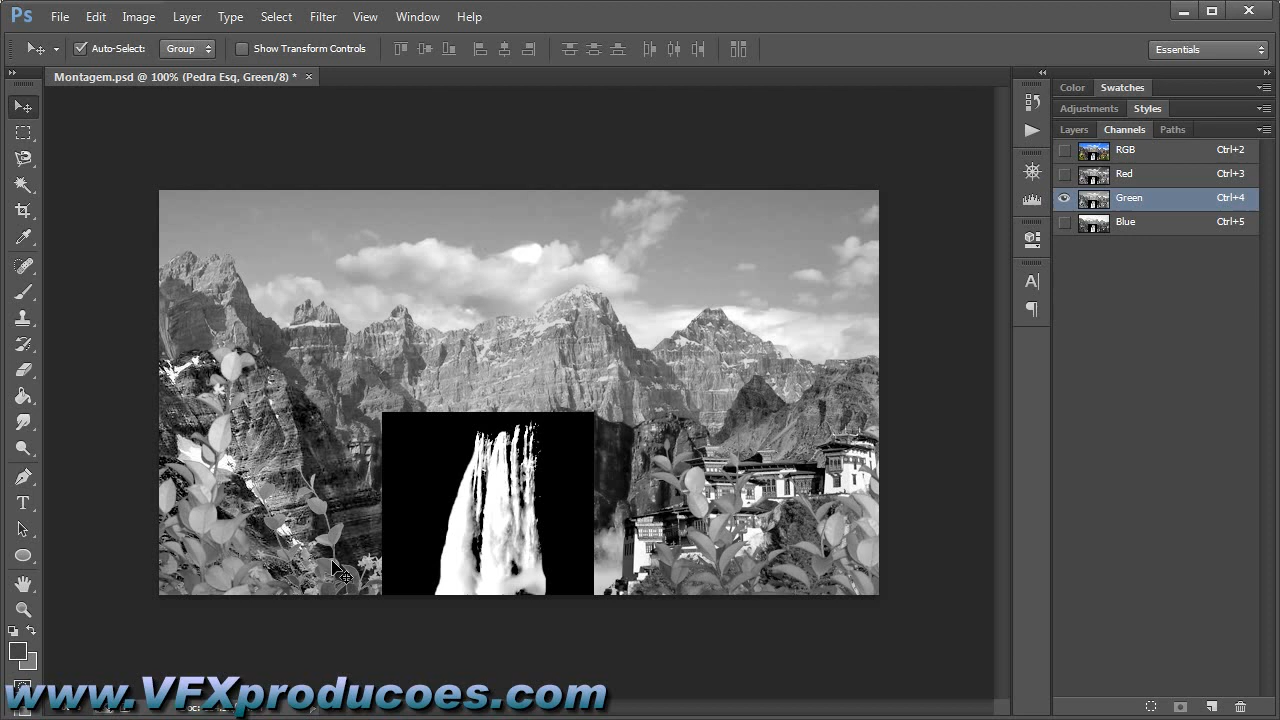 Ps File Edit Image Layer Type Select Filter View Window Help
Auto-Select: Group Show Transform Controls Essentials
Montagem.psd @ 100% (Pedra Esq, Green/8) * ×
Color Swatches
Adjustments Styles
Layers Channels Paths
RGB Ctrl+2
Red Ctrl+3
Green Ctrl+4
Blue Ctrl+5
www.VFXproducoes.com